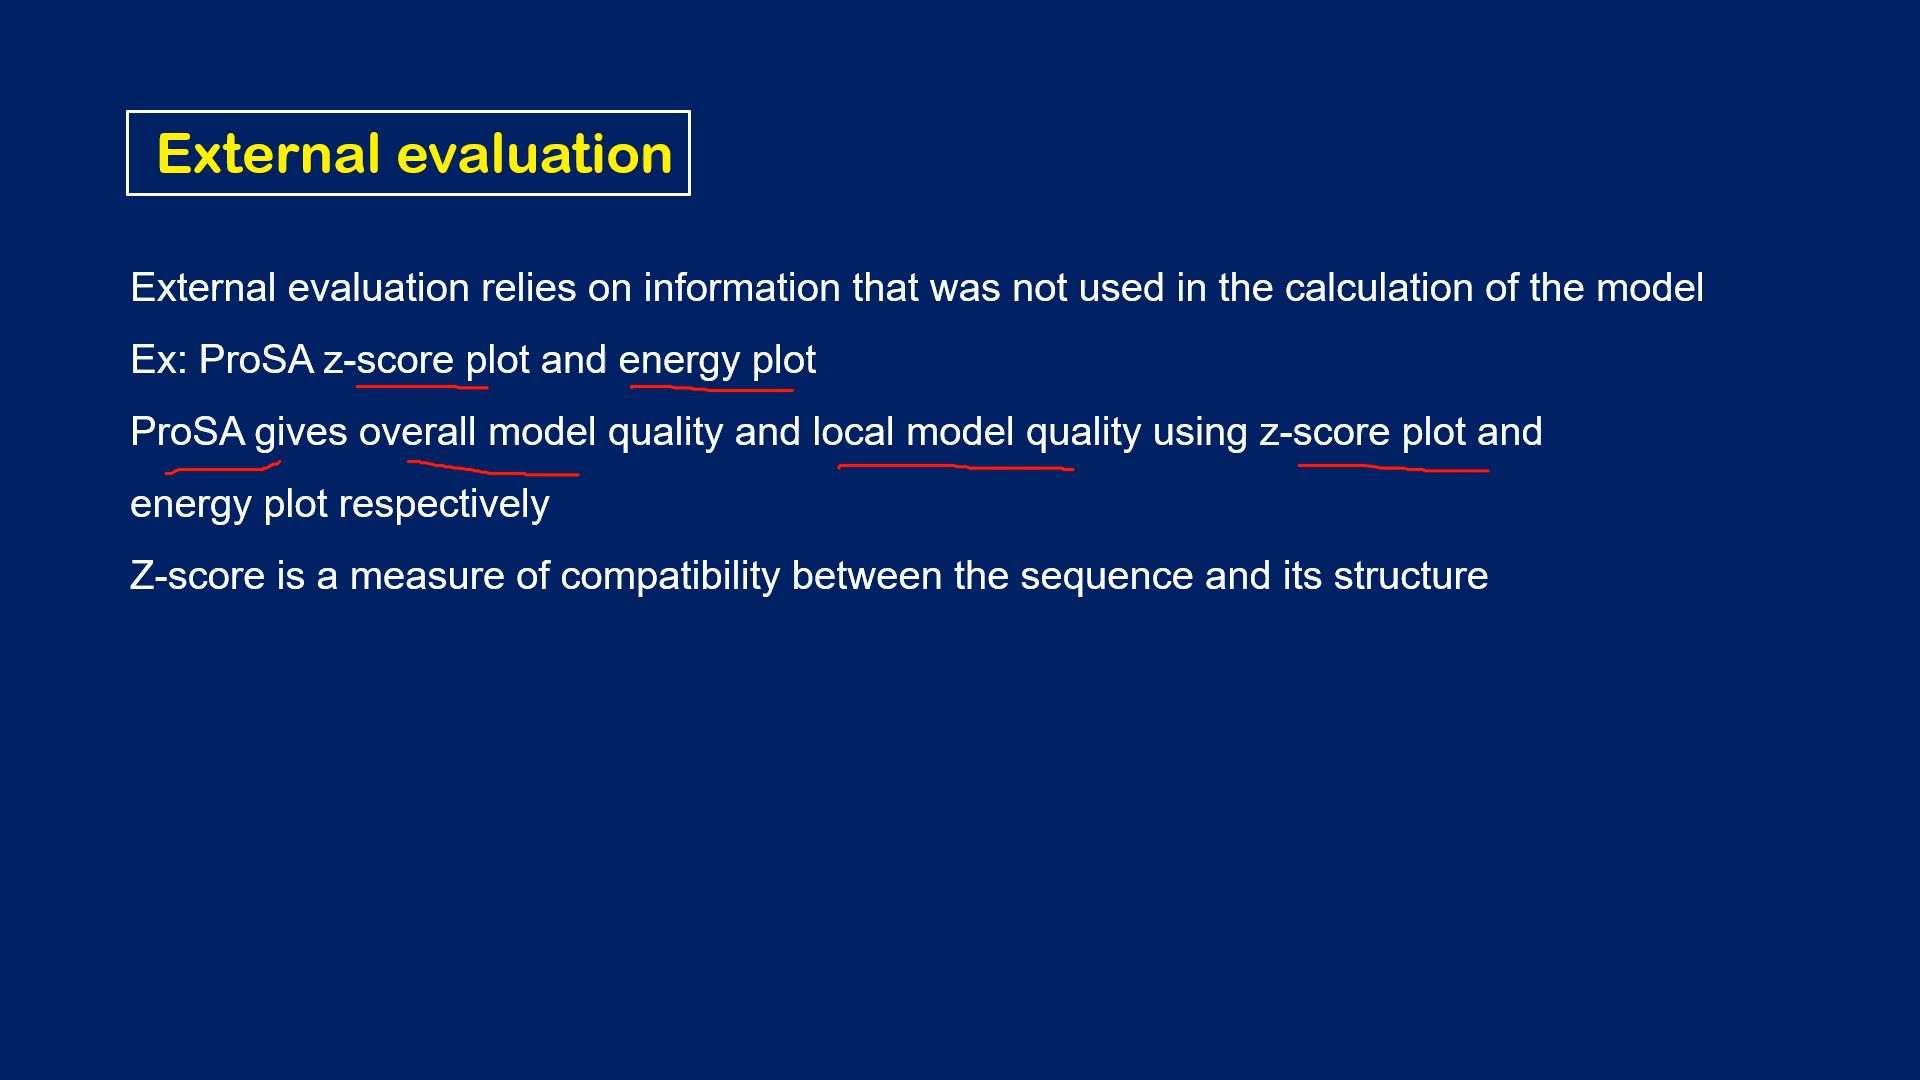 External evaluation
External evaluation relies on information that was not used in the calculation of the model
Ex: ProSA z-score plot and energy plot
ProSA gives overall model quality and local model quality using z-score plot and
energy plot respectively
Z-score is a measure of compatibility between the sequence and its structure